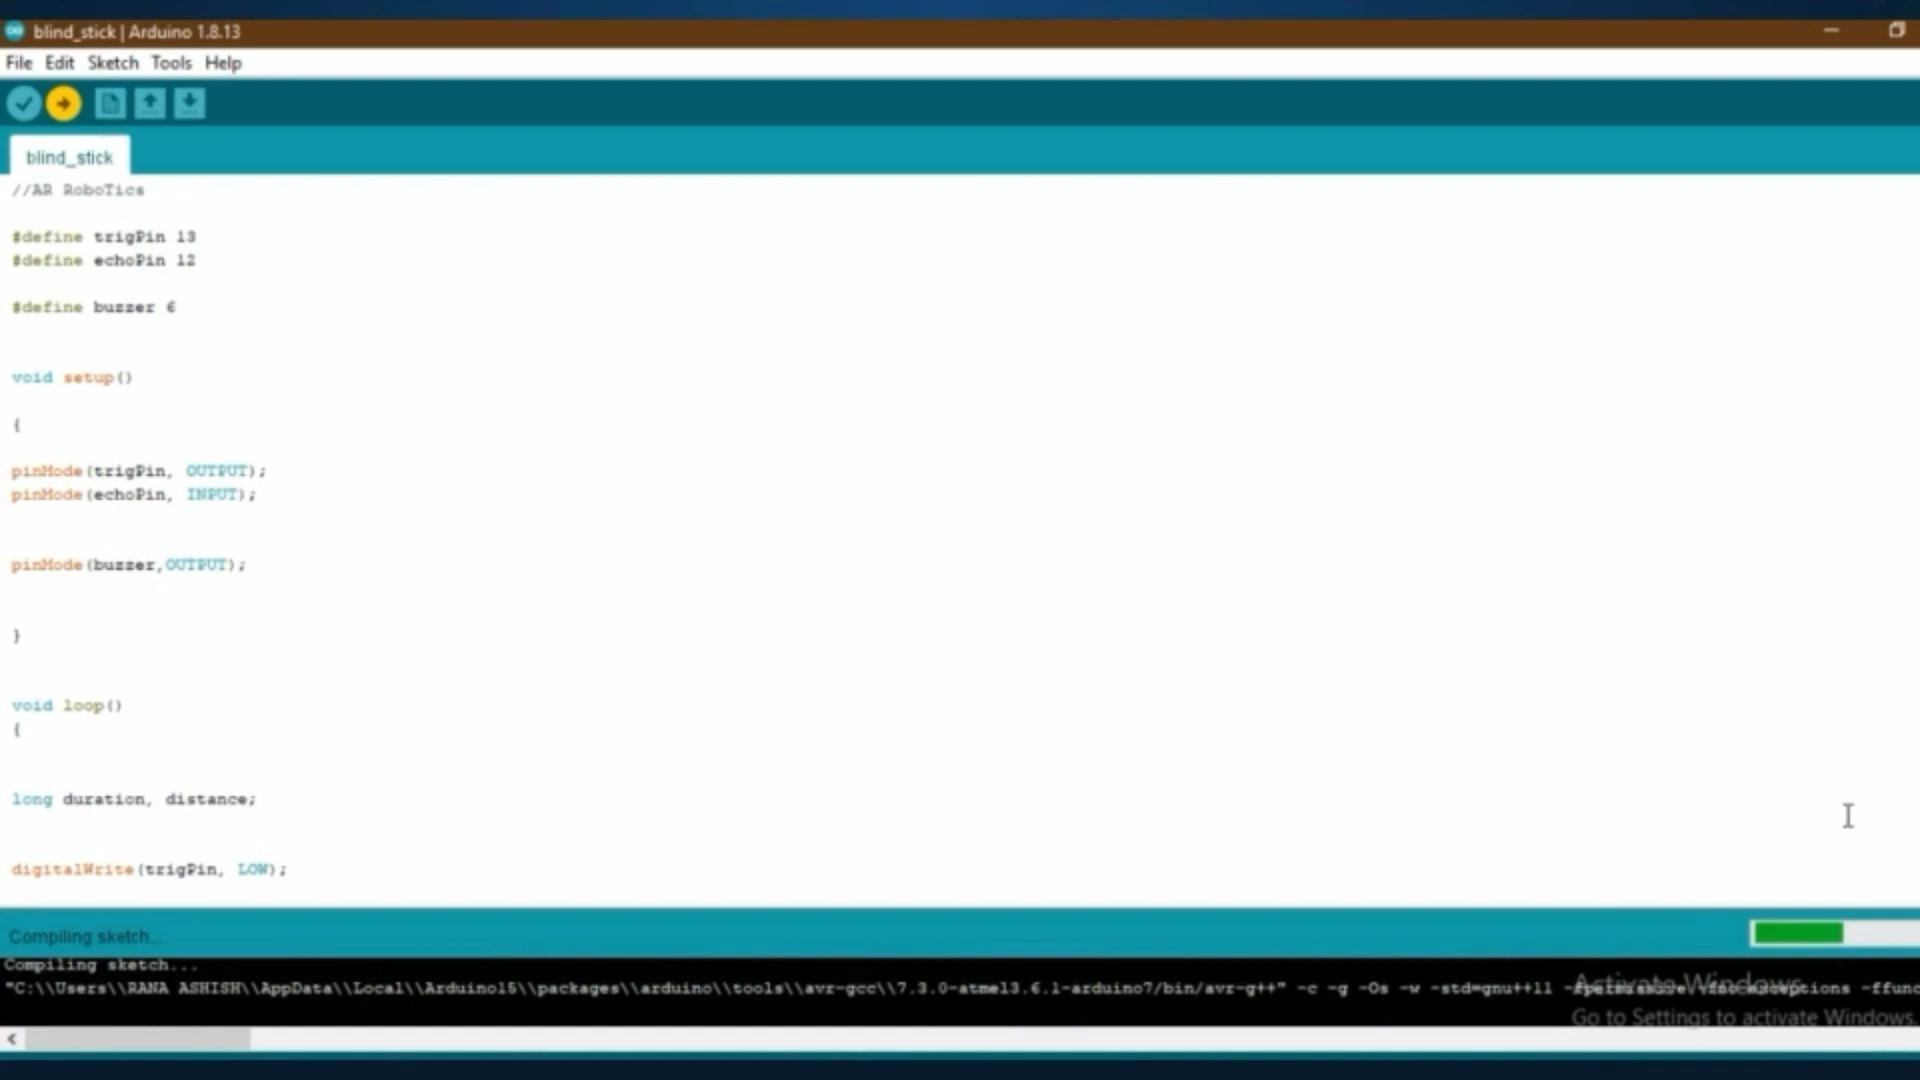 blind_stick | Arduino 1.8.13
File Edit Sketch Tools Help
blind_stick
//AR RoboTics
#define trigPin 13
#define echoPin 12
#define buzzer 6
void setup()
{
pinMode(trigPin, OUTPUT);
pinMode(echoPin, INPUT);
pinMode(buzzer,OUTPUT);
}
void loop()
{
long duration, distance;
digitalWrite(trigPin, LOW);
Compiling sketch...
Compiling sketch...
"C:\\Users\\RANA ASHISH\\AppData\\Local\\Arduino15\\packages\\arduino\\tools\\avr-gcc\\7.3.0-atmel3.6.1-arduino7/bin/avr-g++" -c -g -Os -w -std=gnu++11 -fpermissive -fno-exceptions -ffunc
Activate Windows
Go to Settings to activate Windows.